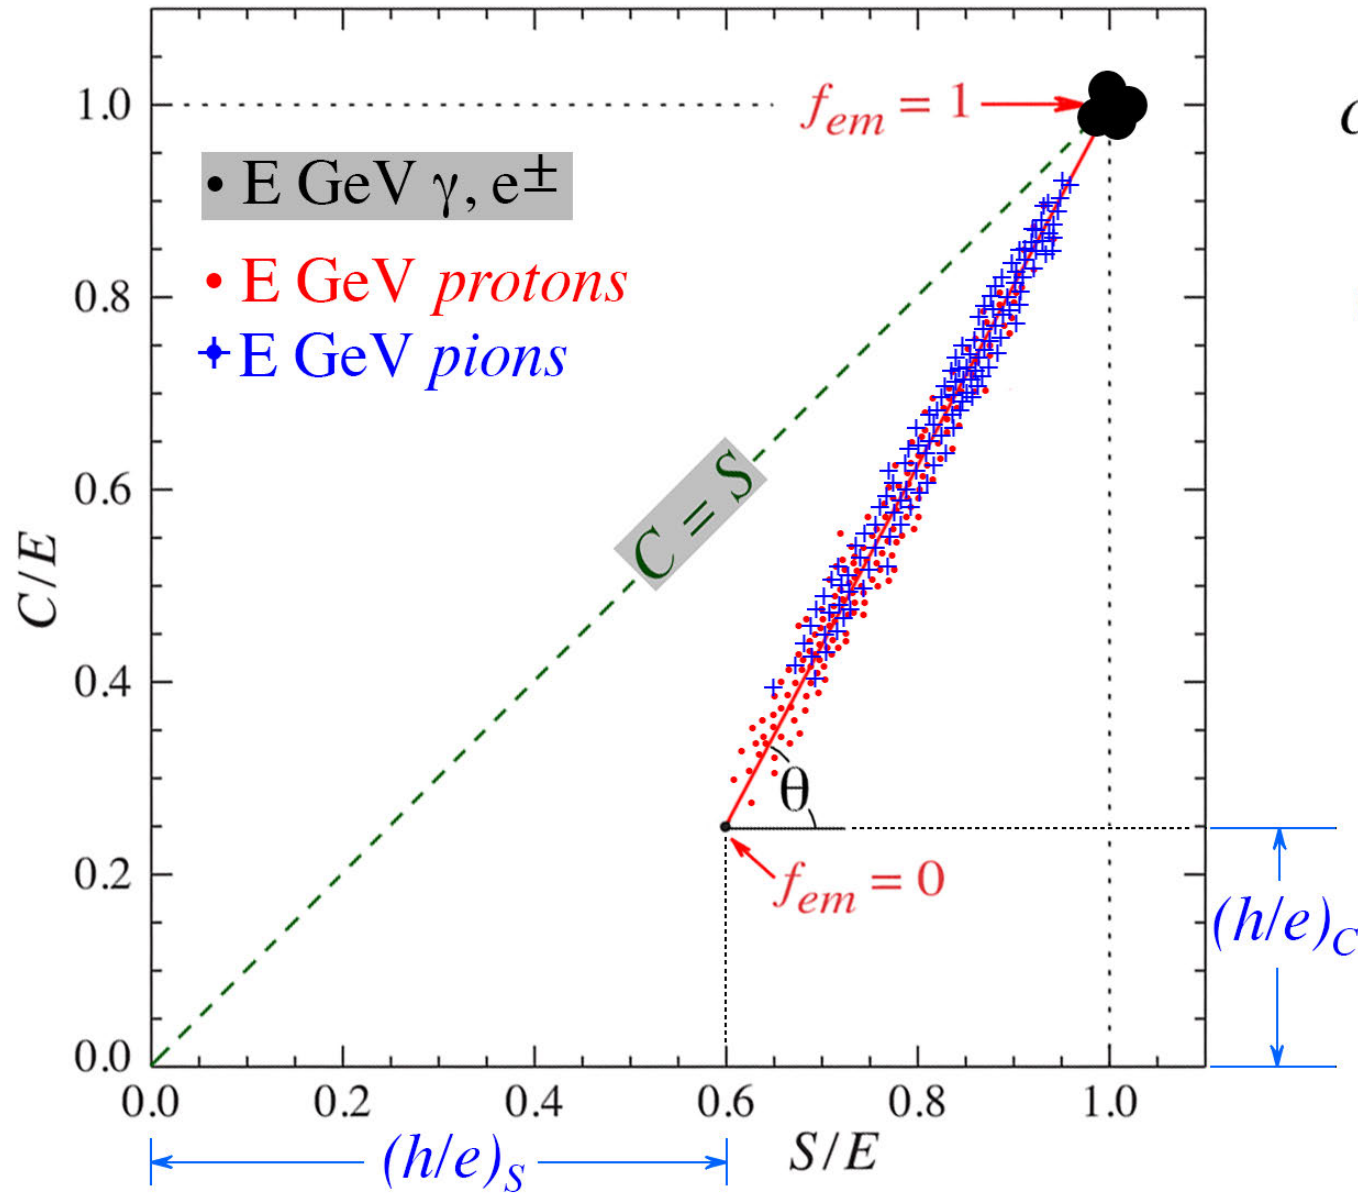 1.0
f_em = 1
C
• E GeV γ, e±
• E GeV protons
E GeV pions
0.8
0.6
C = S
C/E
0.4
θ
0.2
f_em = 0
(h/e)_C
0.0
0.0 0.2 0.4 0.6 0.8 1.0
(h/e)_S
S/E